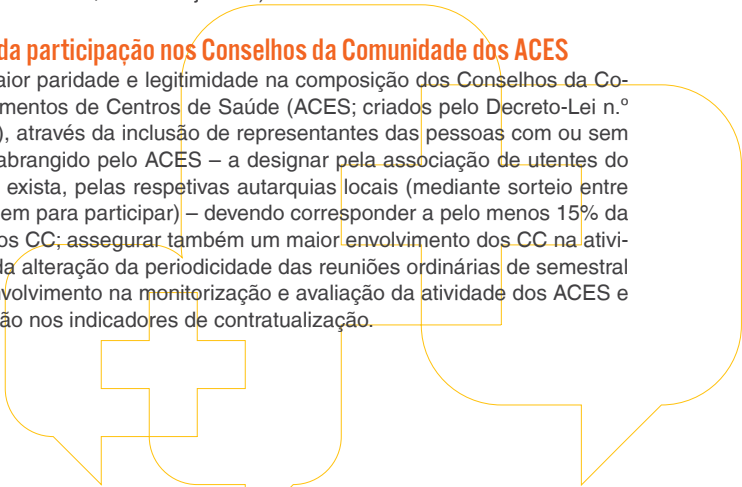 da participação nos Conselhos da Comunidade dos ACES
aior paridade e legitimidade na composição dos Conselhos da Co-
mentos de Centros de Saúde (ACES; criados pelo Decreto-Lei n.º
), através da inclusão de representantes das pessoas com ou sem
abrangido pelo ACES – a designar pela associação de utentes do
exista, pelas respetivas autarquias locais (mediante sorteio entre
em para participar) – devendo corresponder a pelo menos 15% da
os CC; assegurar também um maior envolvimento dos CC na ativi-
da alteração da periodicidade das reuniões ordinárias de semestral
nvolvimento na monitorização e avaliação da atividade dos ACES e
ão nos indicadores de contratualização.